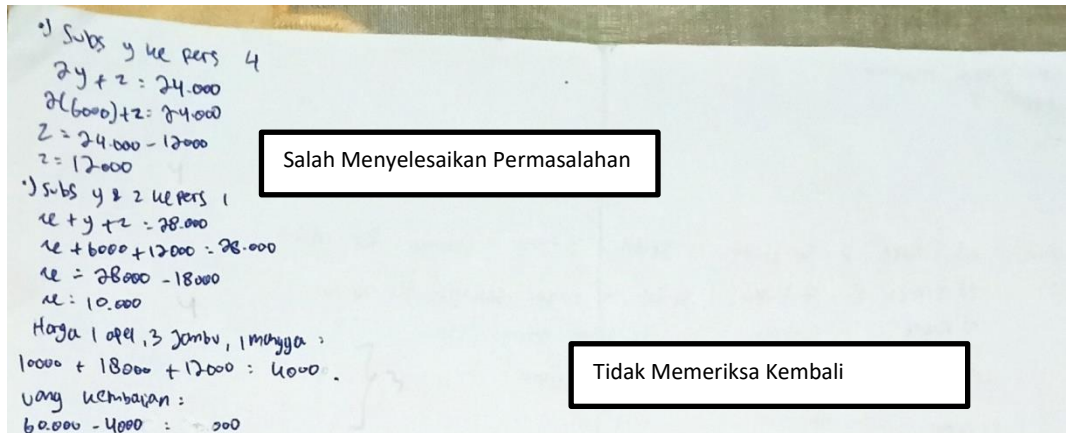 •) Subs y ke pers 4
2y + z = 24.000
2(6000) + z = 24.000
z = 24.000 - 12000
z = 12000
Salah Menyelesaikan Permasalahan
•) Subs y & z ke pers 1
x + y + z = 28.000
x + 6000 + 12000 = 28.000
x = 28000 - 18000
x = 10.000
Harga 1 apel, 3 Jambu, 1 mangga :
10000 + 18000 + 12000 = 4000.
Tidak Memeriksa Kembali
Uang kembalian :
60.000 - 4000 =